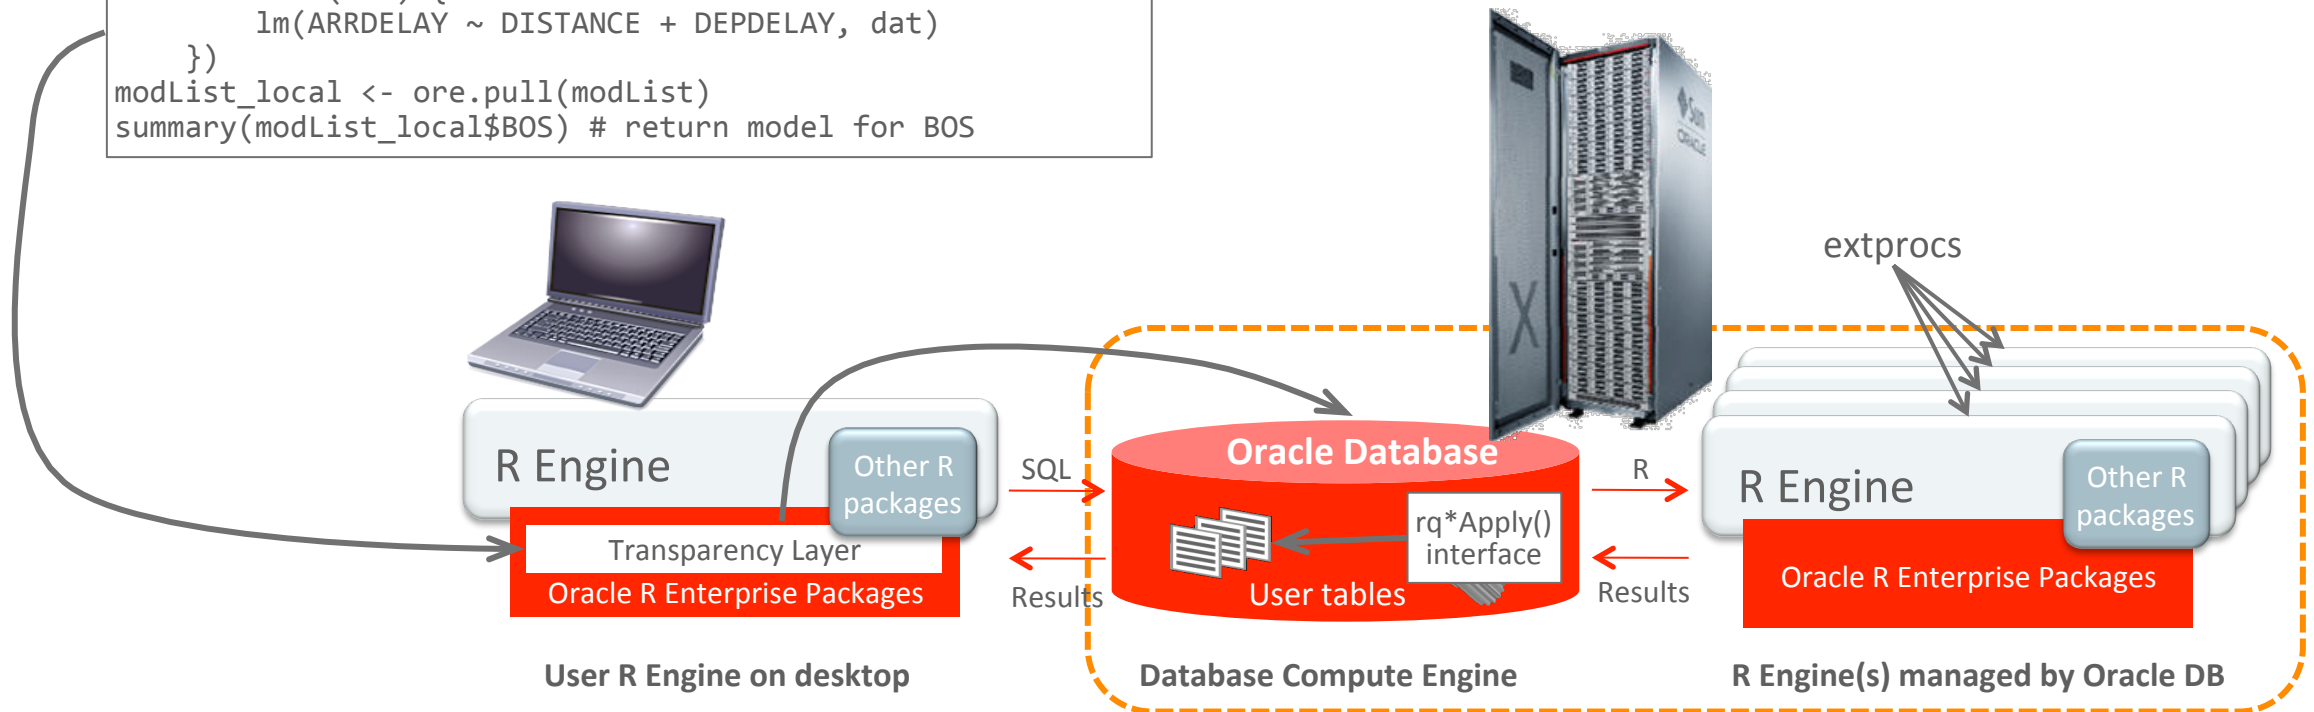 lm(ARRDELAY ~ DISTANCE + DEPDELAY, dat)
})
modList_local <- ore.pull(modList)
summary(modList_local$BOS) # return model for BOS
Sun
ORACLE
X
extprocs
R Engine
Other R
packages
Transparency Layer
Oracle R Enterprise Packages
SQL
Results
Oracle Database
rq*Apply()
interface
User tables
R
Results
R Engine
Other R
packages
Oracle R Enterprise Packages
User R Engine on desktop
Database Compute Engine
R Engine(s) managed by Oracle DB